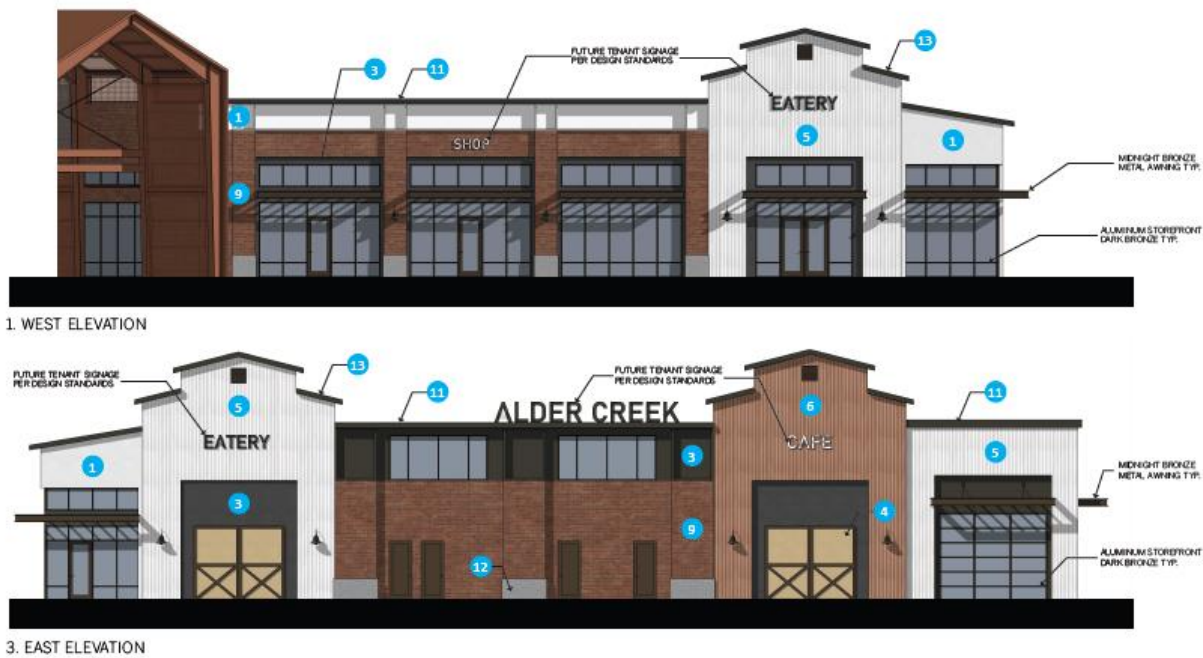 FUTURE TENANT SIGNAGE
PER DESIGN STANDARDS
13
3
11
EATERY
1
5
SHOP
1
MIDNIGHT BRONZE
METAL AWNING TYP.
9
ALUMINUM STOREFRONT
DARK BRONZE TYP.
1. WEST ELEVATION
FUTURE TENANT SIGNAGE
PER DESIGN STANDARDS
13
FUTURE TENANT SIGNAGE
PER DESIGN STANDARDS
5
11
ALDER CREEK
6
11
EATERY
CAFE
1
3
5
MIDNIGHT BRONZE
METAL AWNING TYP.
3
4
9
12
ALUMINUM STOREFRONT
DARK BRONZE TYP.
3. EAST ELEVATION